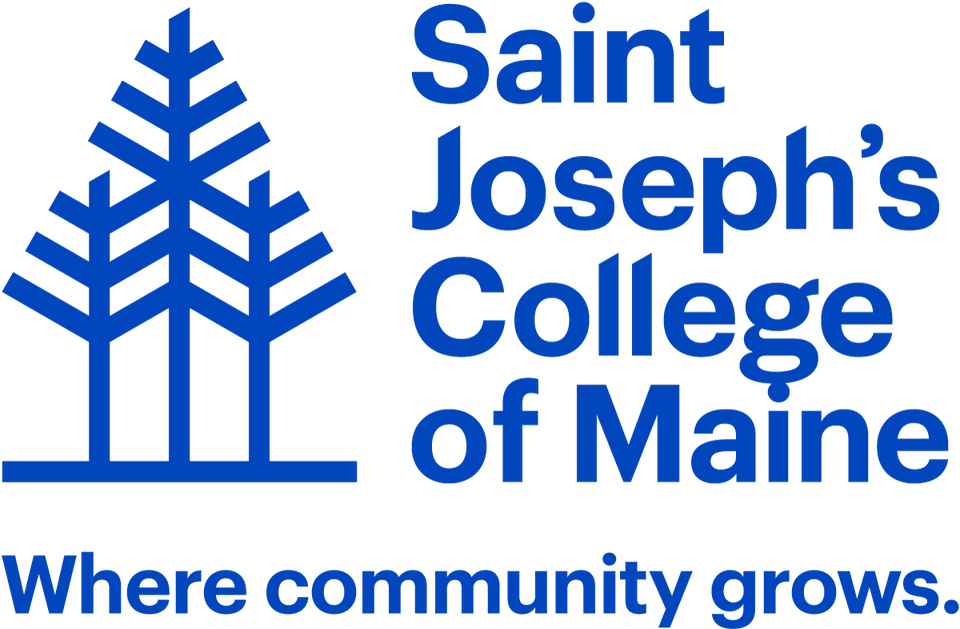 Saint
Joseph’s
College
of Maine
Where community grows.